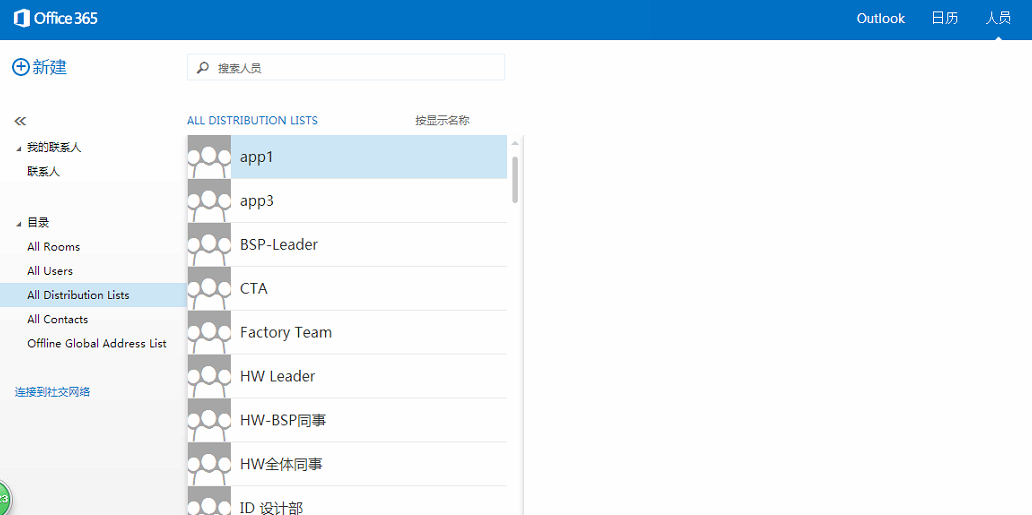 Office 365
Outlook 日历 人员
新建
搜索人员
ALL DISTRIBUTION LISTS 按显示名称
我的联系人
联系人
目录
All Rooms
All Users
All Distribution Lists
All Contacts
Offline Global Address List
连接到社交网络
app1
app3
BSP-Leader
CTA
Factory Team
HW Leader
HW-BSP同事
HW全体同事
ID 设计部